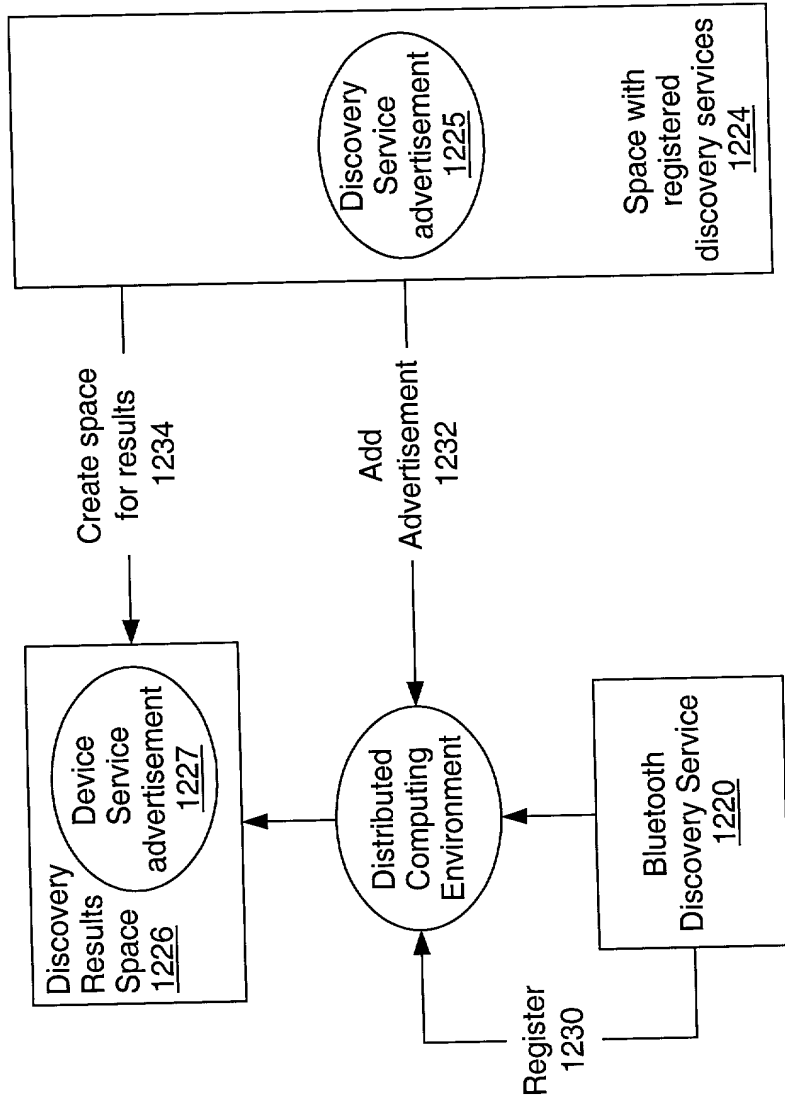 Discovery
Results
Space
1226
Device
Service
advertisement
1227
Create space
for results
1234
Discovery
Service
advertisement
1225
Space with
registered
discovery services
1224
Distributed
Computing
Environment
Add
Advertisement
1232
Register
1230
Bluetooth
Discovery Service
1220